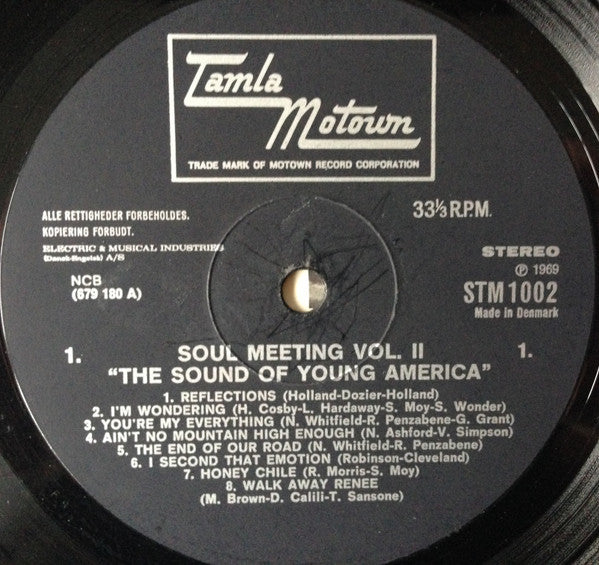 Tamla
Motown
TRADE MARK OF MOTOWN RECORD CORPORATION
ALLE RETTIGHEDER FORBEHOLDES.
KOPIERING FORBUDT.
ELECTRIC & MUSICAL INDUSTRIES
(Dansk-Engelsk) A/S
NCB
(679 180 A)
33⅓ R.P.M.
STEREO
℗ 1969
STM 1002
Made in Denmark
1. SOUL MEETING VOL. II 1.
"THE SOUND OF YOUNG AMERICA"
1. REFLECTIONS (Holland-Dozier-Holland)
2. I'M WONDERING (H. Cosby-L. Hardaway-S. Moy-S. Wonder)
3. YOU'RE MY EVERYTHING (N. Whitfield-R. Penzabene-G. Grant)
4. AIN'T NO MOUNTAIN HIGH ENOUGH (N. Ashford-V. Simpson)
5. THE END OF OUR ROAD (N. Whitfield-R. Penzabene)
6. I SECOND THAT EMOTION (Robinson-Cleveland)
7. HONEY CHILE (R. Morris-S. Moy)
8. WALK AWAY RENEE
(M. Brown-D. Calili-T. Sansone)